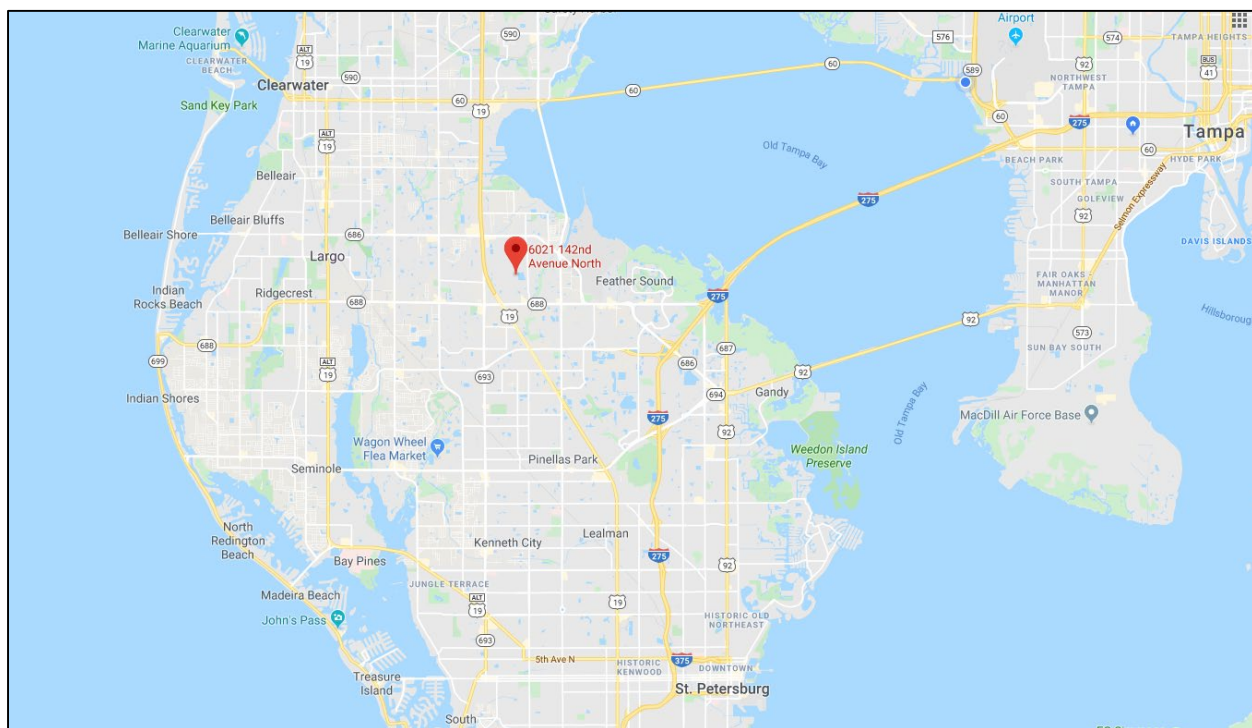 Clearwater
Marine Aquarium
CLEARWATER
BEACH
ALT
19
590
Airport
576
574
TAMPA HEIGHTS
92
BUS
41
Clearwater
590
60
589
NORTHWEST
TAMPA
Sand Key Park
60
19
60
60
60
275
Tampa
ALT
19
Old Tampa Bay
BEACH PARK
60
HYDE PARK
Belleair
275
SOUTH TAMPA
GOLFVIEW
Selmon Expressway
92
Belleair Bluffs
Belleair Shore
686
DAVIS ISLANDS
Largo
6021 142nd
Avenue North
Feather Sound
FAIR OAKS -
MANHATTAN
MANOR
Indian
Rocks Beach
Ridgecrest
688
688
275
19
92
Hillsboroug
573
688
687
SUN BAY SOUTH
699
ALT
19
693
686
92
Indian Shores
694
Gandy
Old Tampa Bay
MacDill Air Force Base
275
92
Wagon Wheel
Flea Market
Weedon Island
Preserve
Pinellas Park
Seminole
North
Redington
Beach
Kenneth City
Lealman
275
Bay Pines
92
JUNGLE TERRACE
Madeira Beach
ALT
19
19
John's Pass
HISTORIC OLD
NORTHEAST
693
5th Ave N
HISTORIC
KENWOOD
375
DOWNTOWN
Treasure
Island
St. Petersburg
South